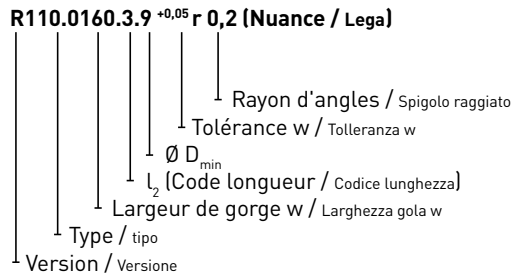 R110.0160.3.9 +0,05 r 0,2 (Nuance / Lega)
Rayon d'angles / Spigolo raggiato
Tolérance w / Tolleranza w
Ø Dmin
l2 (Code longueur / Codice lunghezza)
Largeur de gorge w / Larghezza gola w
Type / tipo
Version / Versione